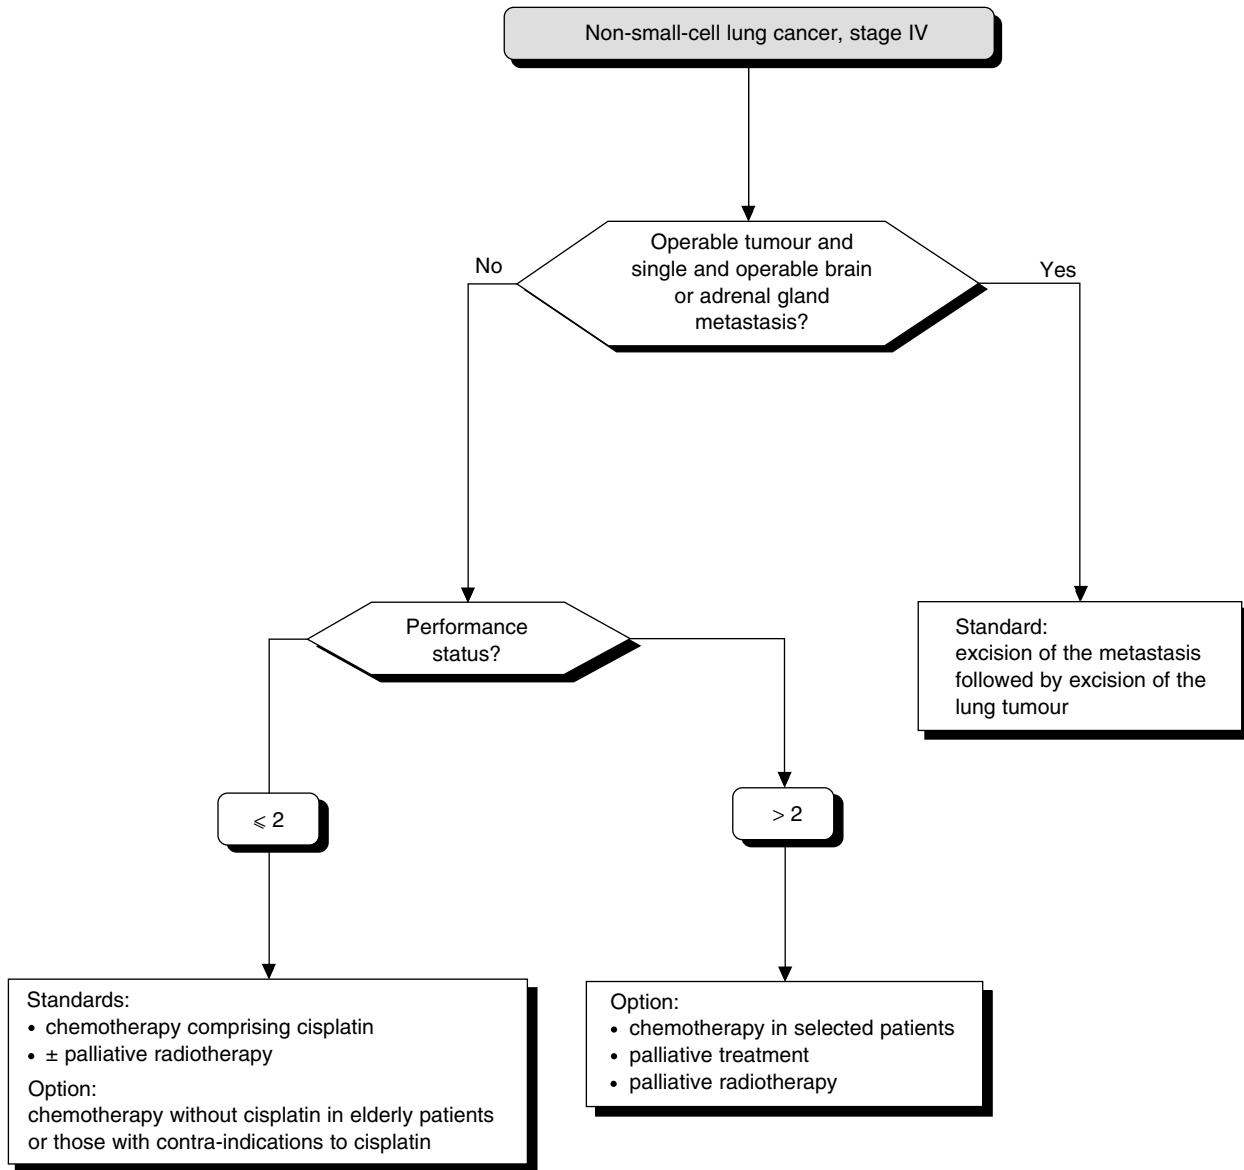 Non-small-cell lung cancer, stage IV
Operable tumour and
single and operable brain
or adrenal gland
metastasis?
No
Yes
Performance
status?
Standard:
excision of the metastasis
followed by excision of the
lung tumour
⩽ 2
> 2
Standards:
• chemotherapy comprising cisplatin
• ± palliative radiotherapy
Option:
chemotherapy without cisplatin in elderly patients
or those with contra-indications to cisplatin
Option:
• chemotherapy in selected patients
• palliative treatment
• palliative radiotherapy